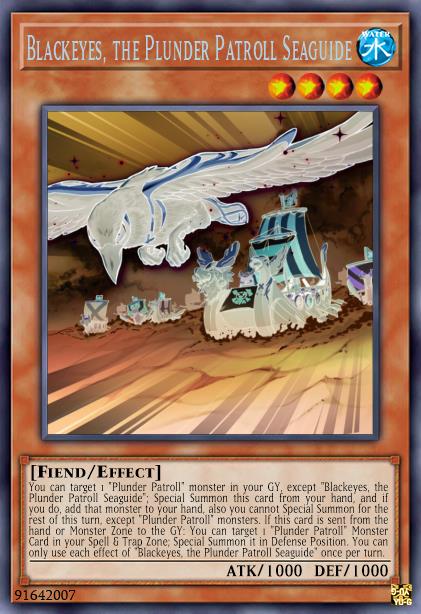 Blackeyes, the Plunder Patroll Seaguide
WATER
水
[Fiend/Effect]
You can target 1 "Plunder Patroll" monster in your GY, except "Blackeyes, the
Plunder Patroll Seaguide"; Special Summon this card from your hand, and if
you do, add that monster to your hand, also you cannot Special Summon for the
rest of this turn, except "Plunder Patroll" monsters. If this card is sent from the
hand or Monster Zone to the GY: You can target 1 "Plunder Patroll" Monster
Card in your Spell & Trap Zone; Special Summon it in Defense Position. You can
only use each effect of "Blackeyes, the Plunder Patroll Seaguide" once per turn.
ATK/1000 DEF/1000
91642007